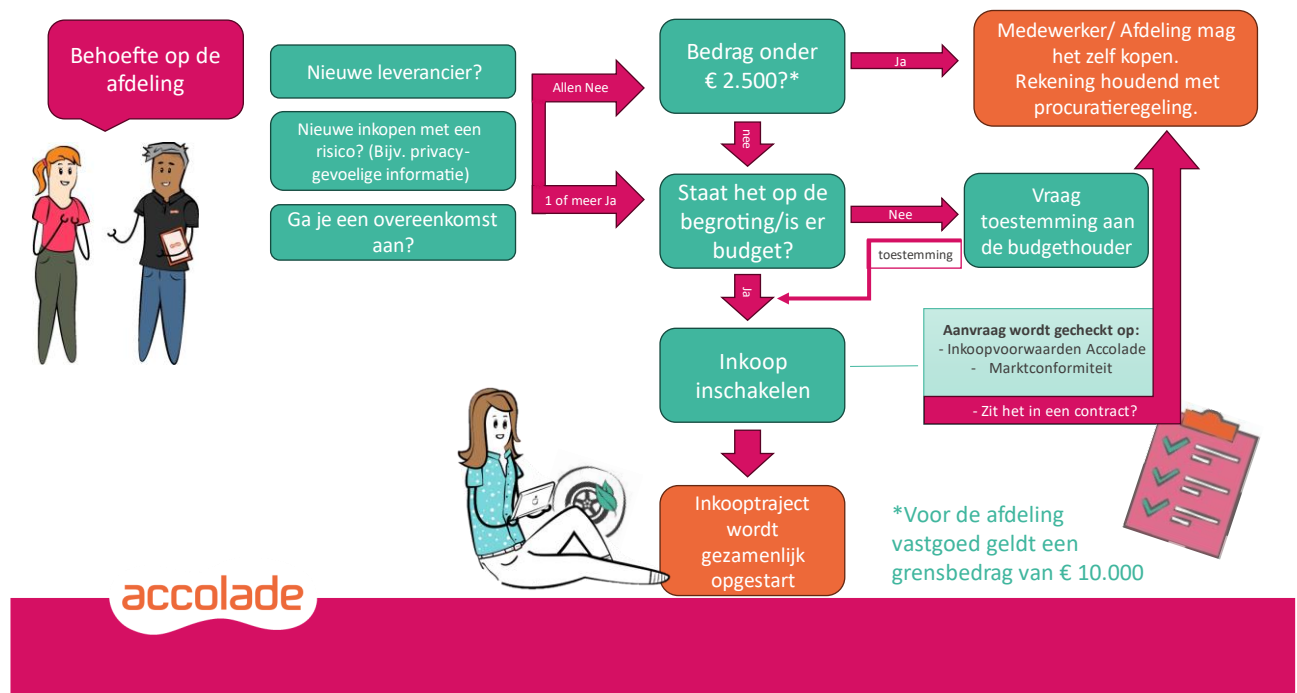 Behoefte op de
afdeling
Nieuwe leverancier?
Nieuwe inkopen met een
risico? (Bijv. privacy-
gevoelige informatie)
Ga je een overeenkomst
aan?
Allen Nee
1 of meer Ja
Bedrag onder
€ 2.500?*
Ja
Medewerker/ Afdeling mag
het zelf kopen.
Rekening houdend met
procuratieregeling.
nee
Staat het op de
begroting/is er
budget?
Nee
Vraag
toestemming aan
de budgethouder
toestemming
Ja
Inkoop
inschakelen
Aanvraag wordt gecheckt op:
- Inkoopvoorwaarden Accolade
- Marktconformiteit
- Zit het in een contract?
Inkooptraject
wordt
gezamenlijk
opgestart
*Voor de afdeling
vastgoed geldt een
grensbedrag van € 10.000
accolade